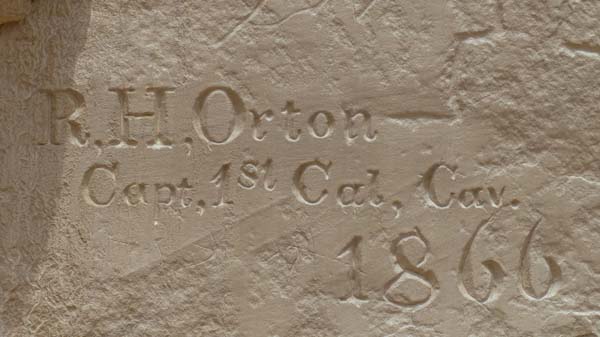 R.H. Orton
Capt. 1st Cal. Cav.
1866